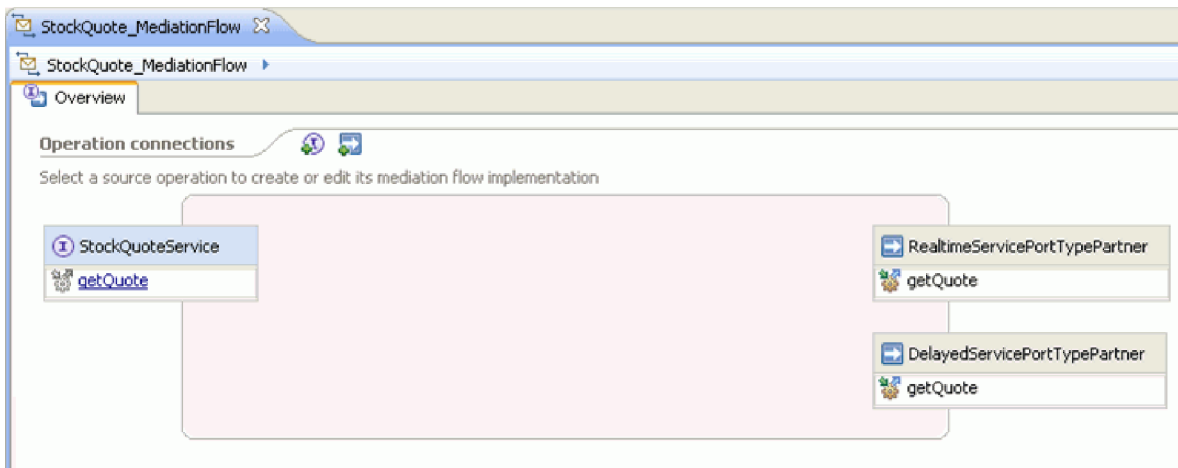 StockQuote_MediationFlow
StockQuote_MediationFlow
Overview
Operation connections
Select a source operation to create or edit its mediation flow implementation
StockQuoteService
getQuote
RealtimeServicePortTypePartner
getQuote
DelayedServicePortTypePartner
getQuote